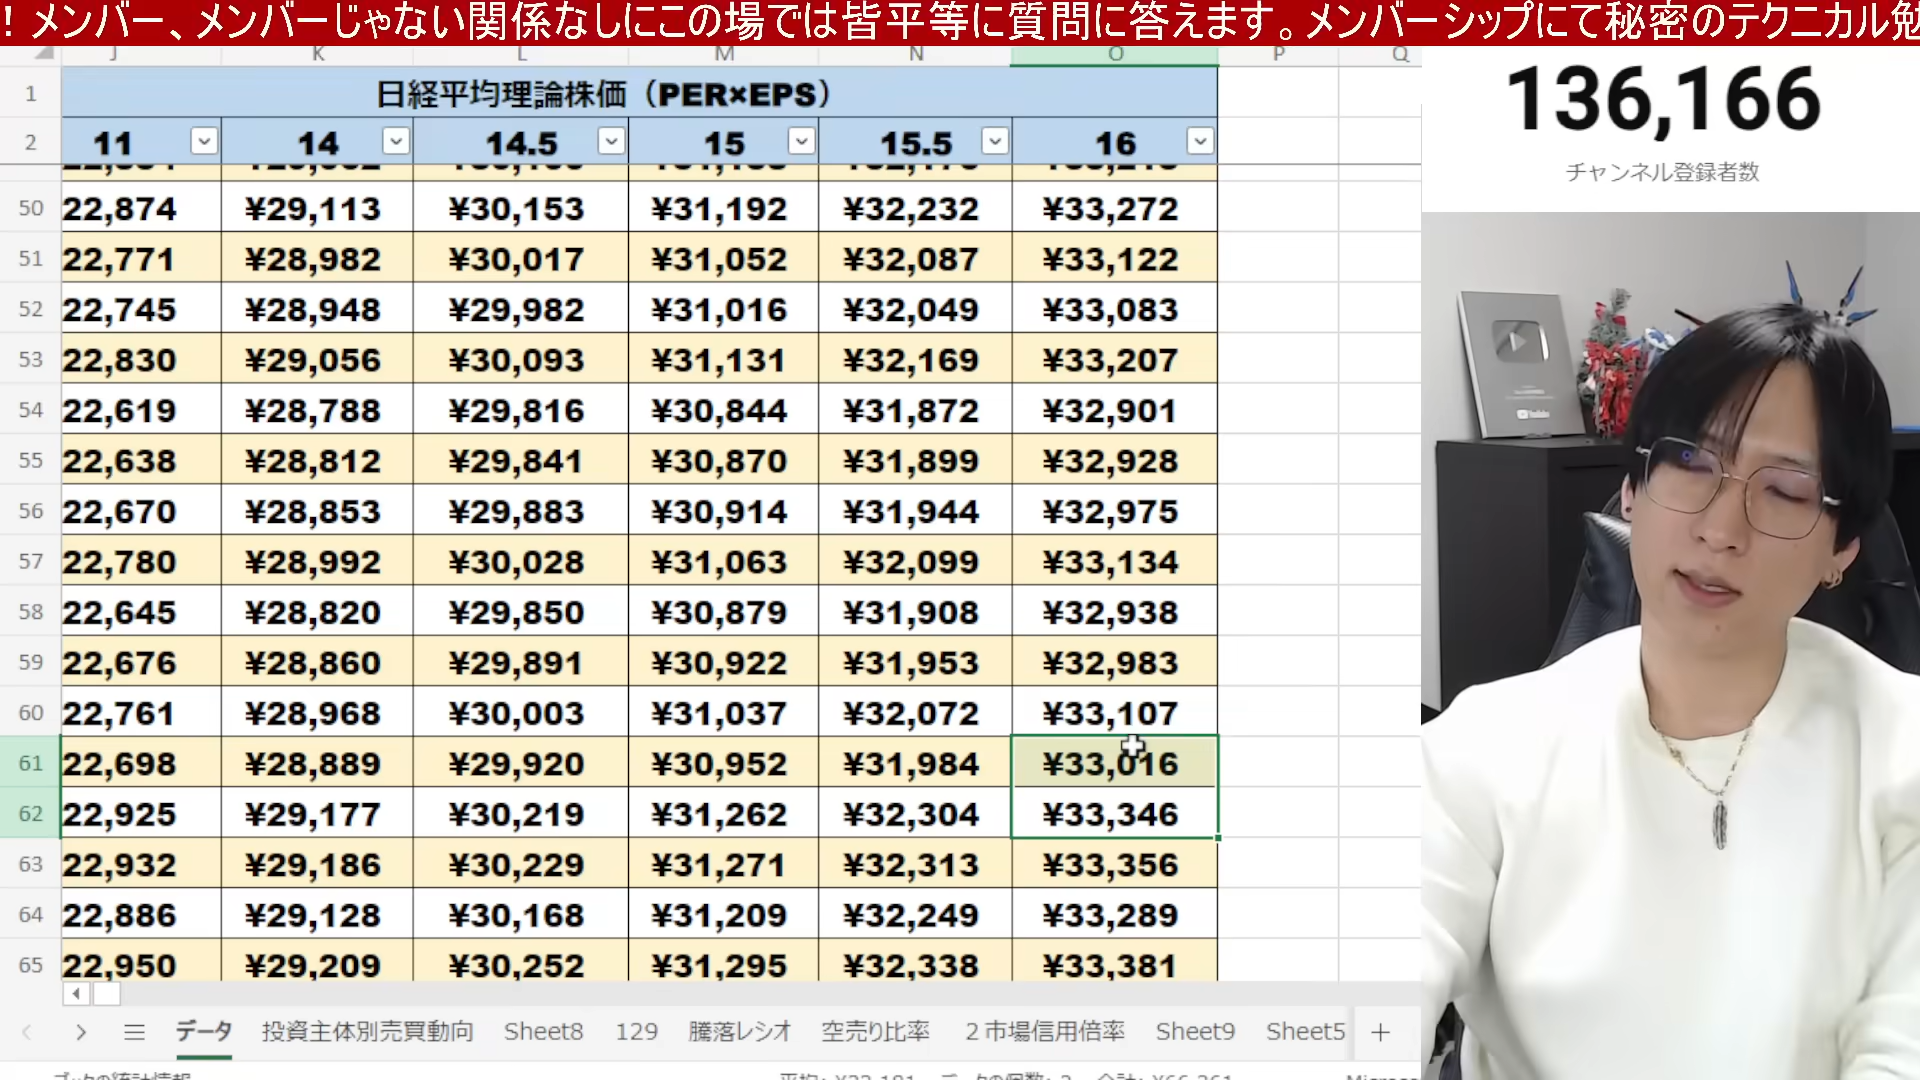 ！メンバー、メンバーじゃない関係なしにこの場では皆平等に質問に答えます。メンバーシップにて秘密のテクニカル勉
136,166
チャンネル登録者数
J K L M N O P Q
1 日経平均理論株価（PER×EPS）
2 11 14 14.5 15 15.5 16
50 22,874 ¥29,113 ¥30,153 ¥31,192 ¥32,232 ¥33,272
51 22,771 ¥28,982 ¥30,017 ¥31,052 ¥32,087 ¥33,122
52 22,745 ¥28,948 ¥29,982 ¥31,016 ¥32,049 ¥33,083
53 22,830 ¥29,056 ¥30,093 ¥31,131 ¥32,169 ¥33,207
54 22,619 ¥28,788 ¥29,816 ¥30,844 ¥31,872 ¥32,901
55 22,638 ¥28,812 ¥29,841 ¥30,870 ¥31,899 ¥32,928
56 22,670 ¥28,853 ¥29,883 ¥30,914 ¥31,944 ¥32,975
57 22,780 ¥28,992 ¥30,028 ¥31,063 ¥32,099 ¥33,134
58 22,645 ¥28,820 ¥29,850 ¥30,879 ¥31,908 ¥32,938
59 22,676 ¥28,860 ¥29,891 ¥30,922 ¥31,953 ¥32,983
60 22,761 ¥28,968 ¥30,003 ¥31,037 ¥32,072 ¥33,107
61 22,698 ¥28,889 ¥29,920 ¥30,952 ¥31,984 ¥33,016
62 22,925 ¥29,177 ¥30,219 ¥31,262 ¥32,304 ¥33,346
63 22,932 ¥29,186 ¥30,229 ¥31,271 ¥32,313 ¥33,356
64 22,886 ¥29,128 ¥30,168 ¥31,209 ¥32,249 ¥33,289
65 22,950 ¥29,209 ¥30,252 ¥31,295 ¥32,338 ¥33,381
データ 投資主体別売買動向 Sheet8 129 騰落レシオ 空売り比率 ２市場信用倍率 Sheet9 Sheet5
YouTube